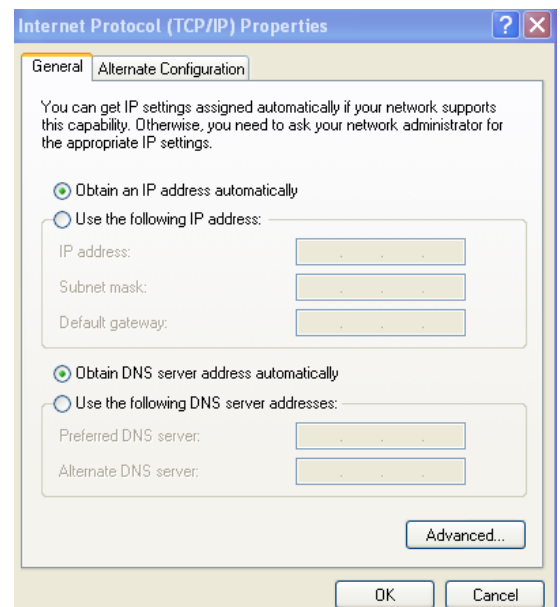 Internet Protocol (TCP/IP) Properties
General
Alternate Configuration
You can get IP settings assigned automatically if your network supports
this capability. Otherwise, you need to ask your network administrator for
the appropriate IP settings.
Obtain an IP address automatically
Use the following IP address:
IP address:
Subnet mask:
Default gateway:
Obtain DNS server address automatically
Use the following DNS server addresses:
Preferred DNS server:
Alternate DNS server:
Advanced...
OK
Cancel